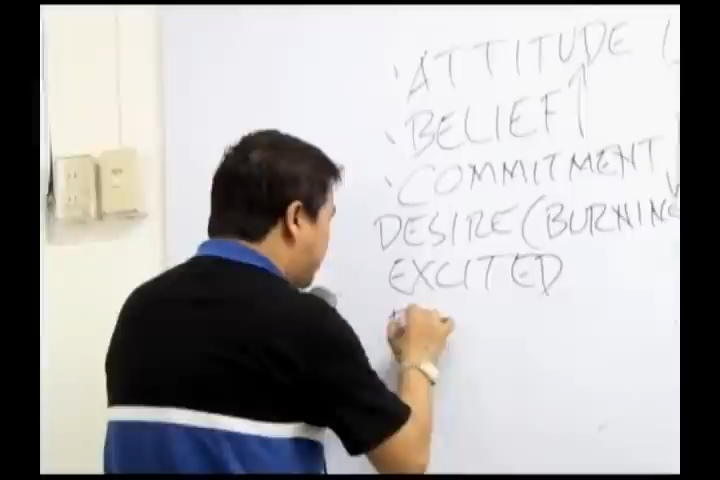 ATTITUDE (
BELIEF
COMMITMENT
DESIRE (BURNING
EXCITED